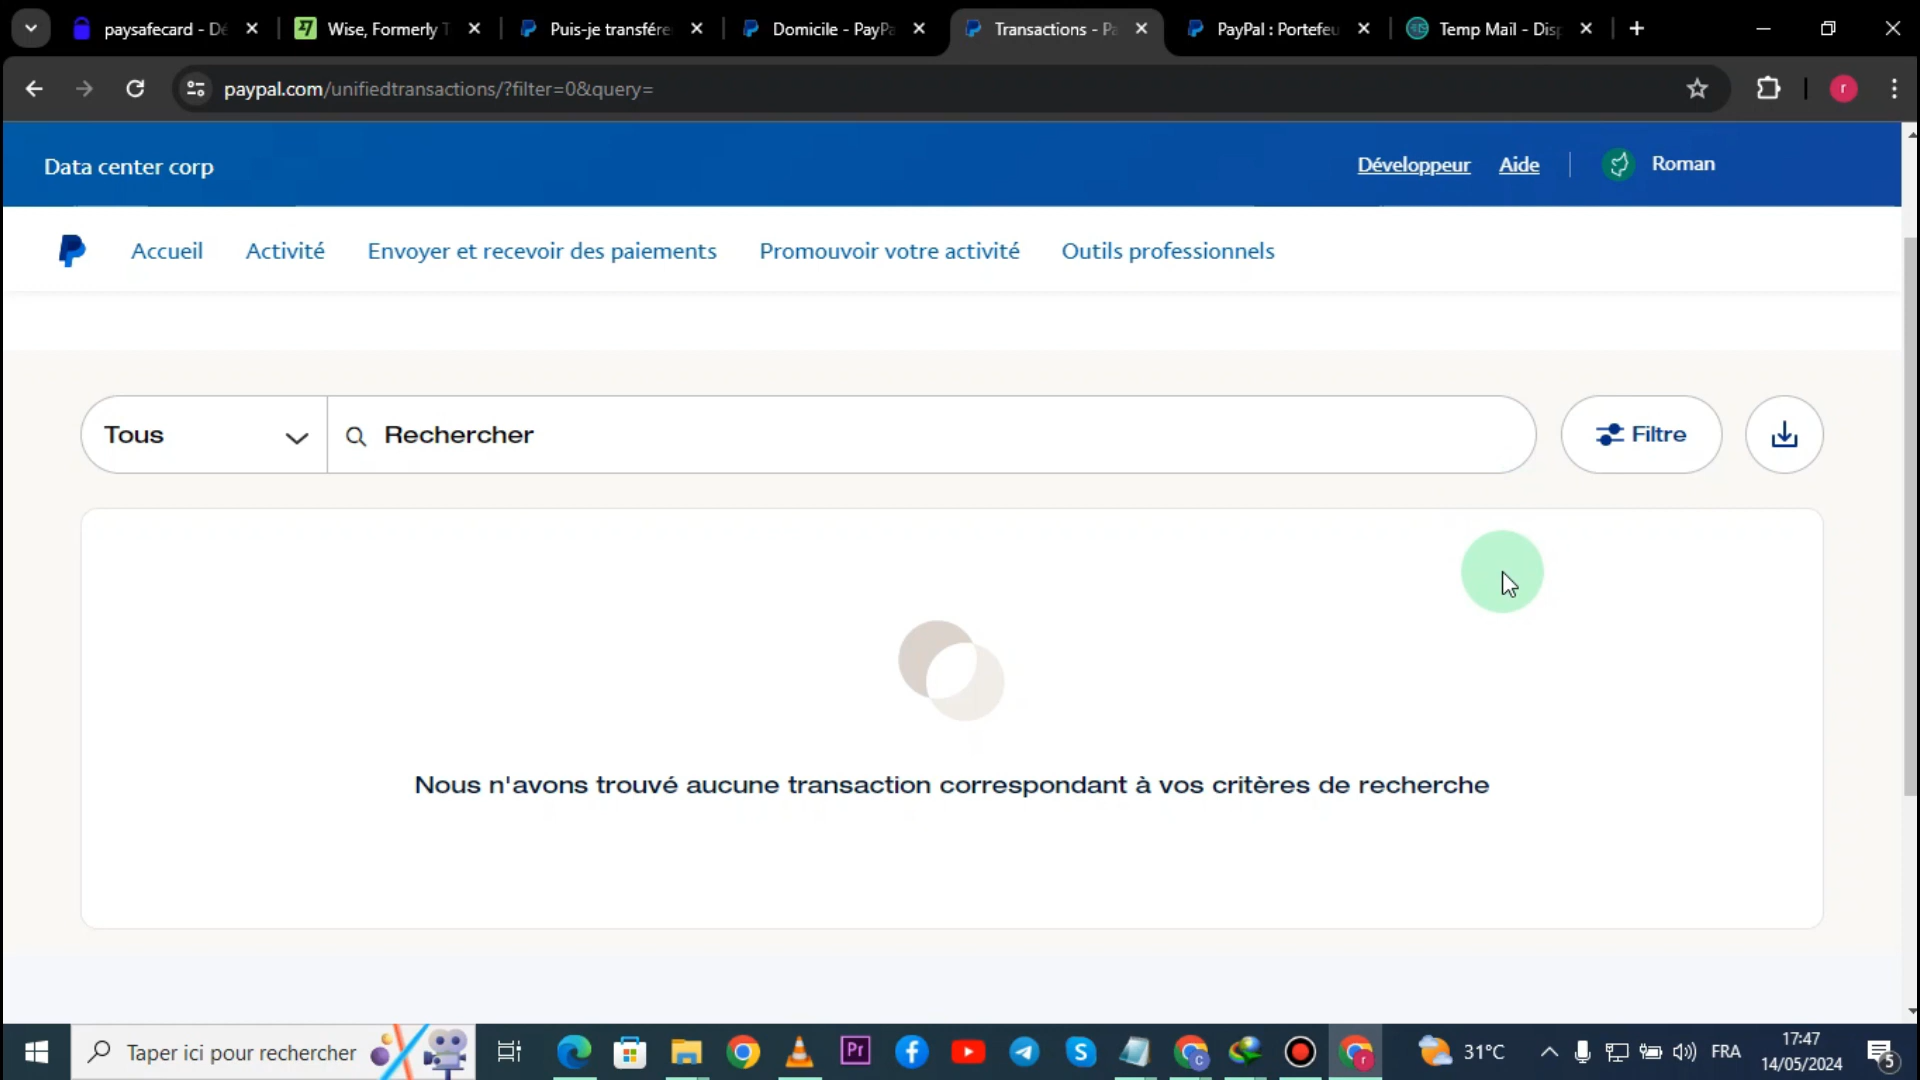 paysafecard - Dé
Wise, Formerly T
Puis-je transfére
Domicile - PayPa
Transactions - Pa
PayPal : Portefeu
Temp Mail - Disp
paypal.com/unifiedtransactions/?filter=0&query=
r
Data center corp
Développeur
Aide
Roman
Accueil
Activité
Envoyer et recevoir des paiements
Promouvoir votre activité
Outils professionnels
Tous
Rechercher
Filtre
Nous n'avons trouvé aucune transaction correspondant à vos critères de recherche
Taper ici pour rechercher
Pr
C
r
31°C
FRA
17:47
14/05/2024
5